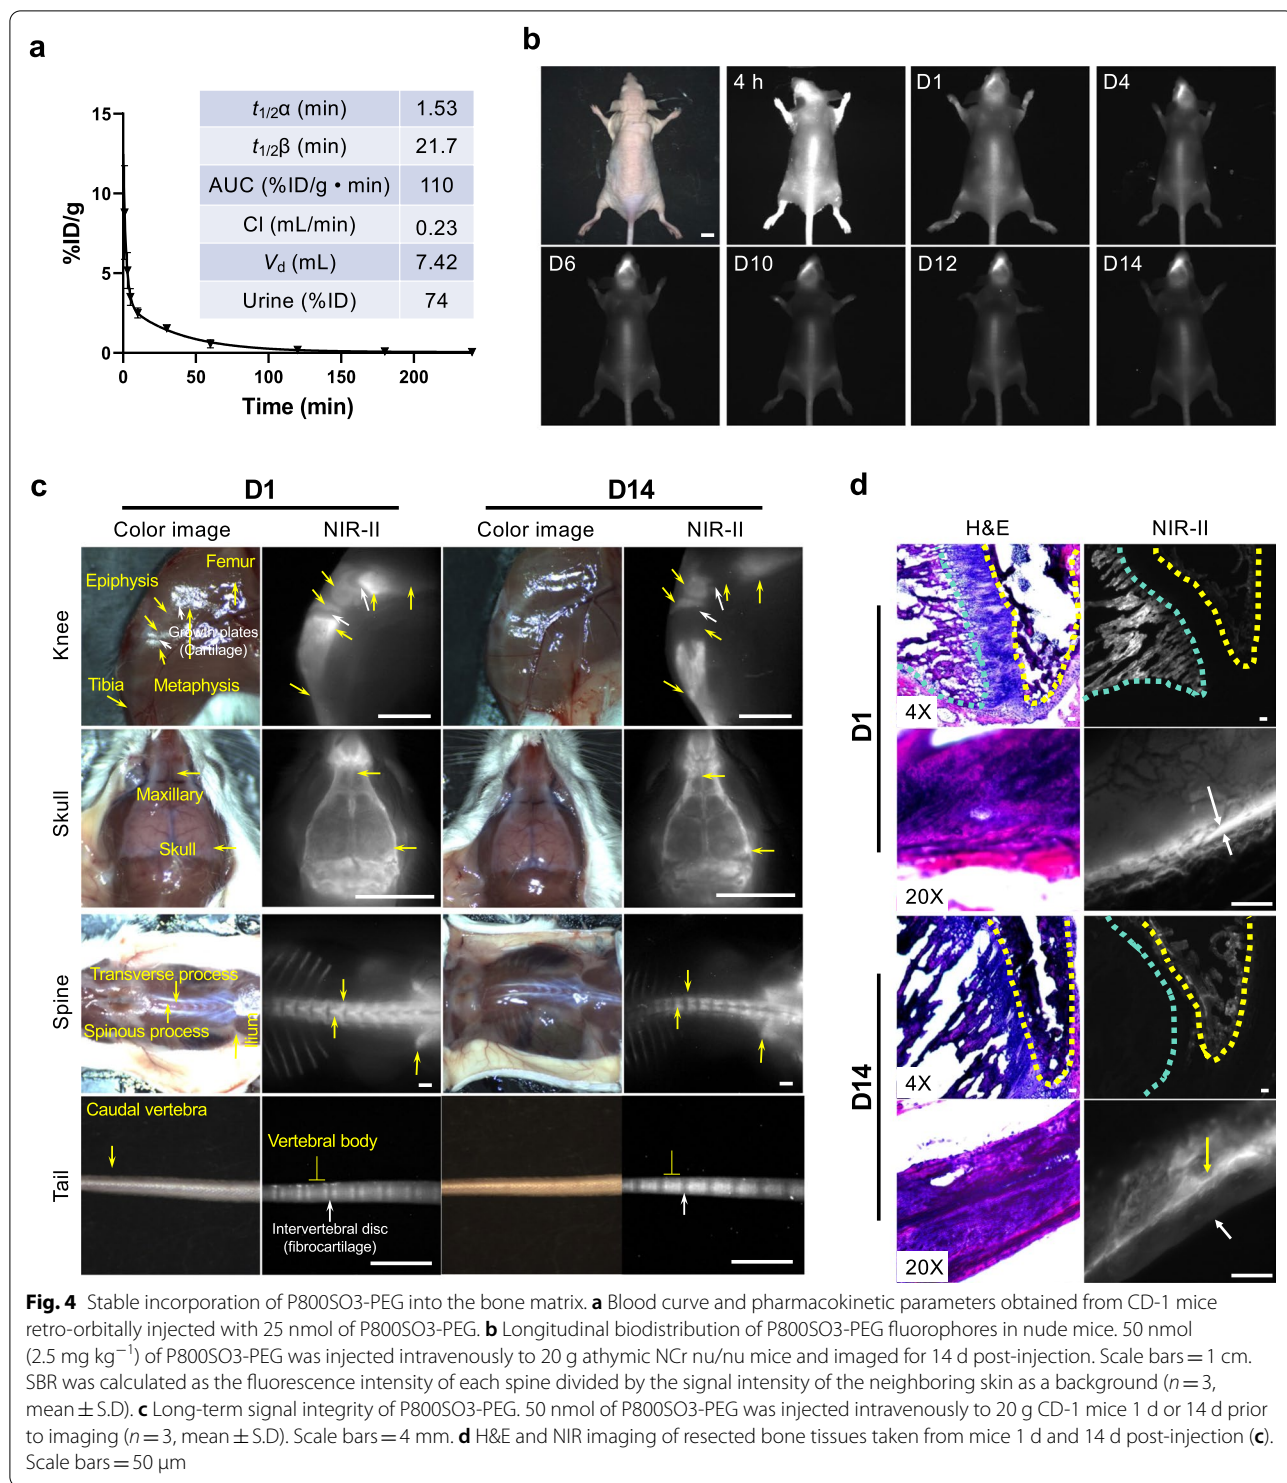 a
%ID/g
15
10
5
0
0
50
100
150
200
Time (min)
t1/2α (min) 1.53
t1/2β (min) 21.7
AUC (%ID/g • min) 110
Cl (mL/min) 0.23
Vd (mL) 7.42
Urine (%ID) 74
b
4 h
D1
D4
D6
D10
D12
D14
c
D1
D14
Color image
NIR-II
Color image
NIR-II
Knee
Femur
Epiphysis
Growth plates
(Cartilage)
Tibia
Metaphysis
Skull
Maxillary
Skull
Spine
Transverse process
Spinous process
Ilium
Tail
Caudal vertebra
Vertebral body
Intervertebral disc
(fibrocartilage)
d
H&E
NIR-II
D1
4X
20X
D14
4X
20X
Fig. 4 Stable incorporation of P800SO3-PEG into the bone matrix. a Blood curve and pharmacokinetic parameters obtained from CD-1 mice
retro-orbitally injected with 25 nmol of P800SO3-PEG. b Longitudinal biodistribution of P800SO3-PEG fluorophores in nude mice. 50 nmol
(2.5 mg kg−1) of P800SO3-PEG was injected intravenously to 20 g athymic NCr nu/nu mice and imaged for 14 d post-injection. Scale bars = 1 cm.
SBR was calculated as the fluorescence intensity of each spine divided by the signal intensity of the neighboring skin as a background (n = 3,
mean ± S.D). c Long-term signal integrity of P800SO3-PEG. 50 nmol of P800SO3-PEG was injected intravenously to 20 g CD-1 mice 1 d or 14 d prior
to imaging (n = 3, mean ± S.D). Scale bars = 4 mm. d H&E and NIR imaging of resected bone tissues taken from mice 1 d and 14 d post-injection (c).
Scale bars = 50 µm